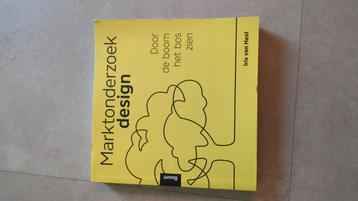 Marktonderzoek
design
Door
de boom
het bos
zien
Iris van Hest
Boom